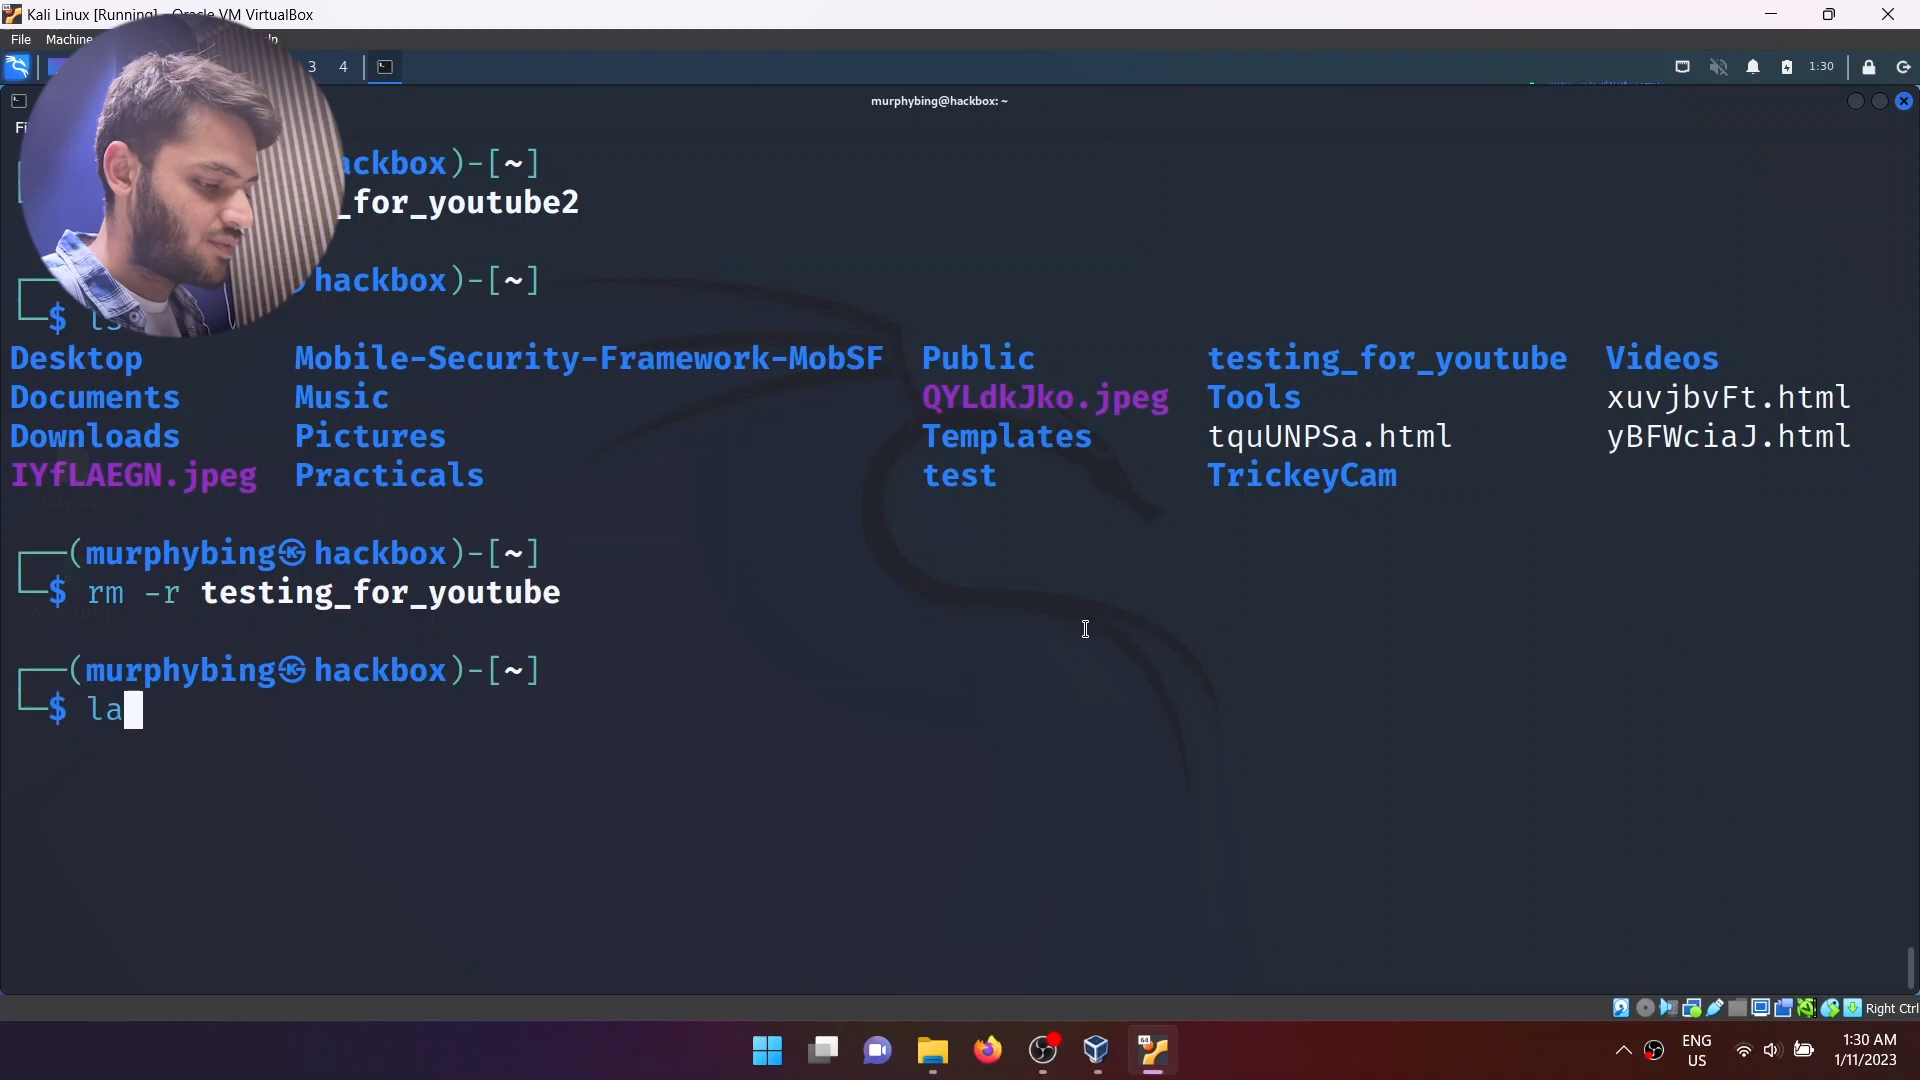 Kali Linux [Running] - Oracle VM VirtualBox
File Machine
3 4 1:30
murphybing@hackbox: ~
ackbox)-[~]
_for_youtube2
hackbox)-[~]
$ ls
Desktop Mobile-Security-Framework-MobSF Public testing_for_youtube Videos
Documents Music QYLdkJko.jpeg Tools xuvjbvFt.html
Downloads Pictures Templates tquUNPSa.html yBFWciaJ.html
IYfLAEGN.jpeg Practicals test TrickeyCam
(murphybing㉿hackbox)-[~]
$ rm -r testing_for_youtube
(murphybing㉿hackbox)-[~]
$ la
Right Ctrl
ENG
US
1:30 AM
1/11/2023